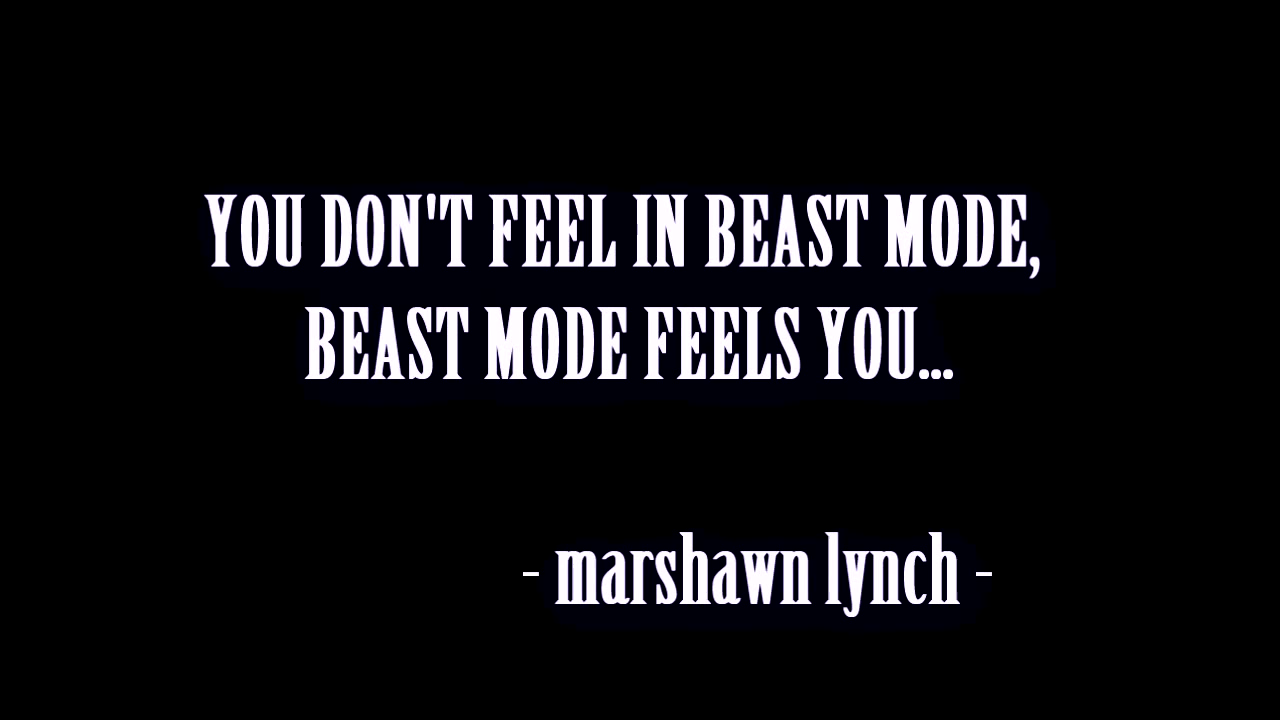 YOU DON'T FEEL IN BEAST MODE,
BEAST MODE FEELS YOU...
- marshawn lynch -